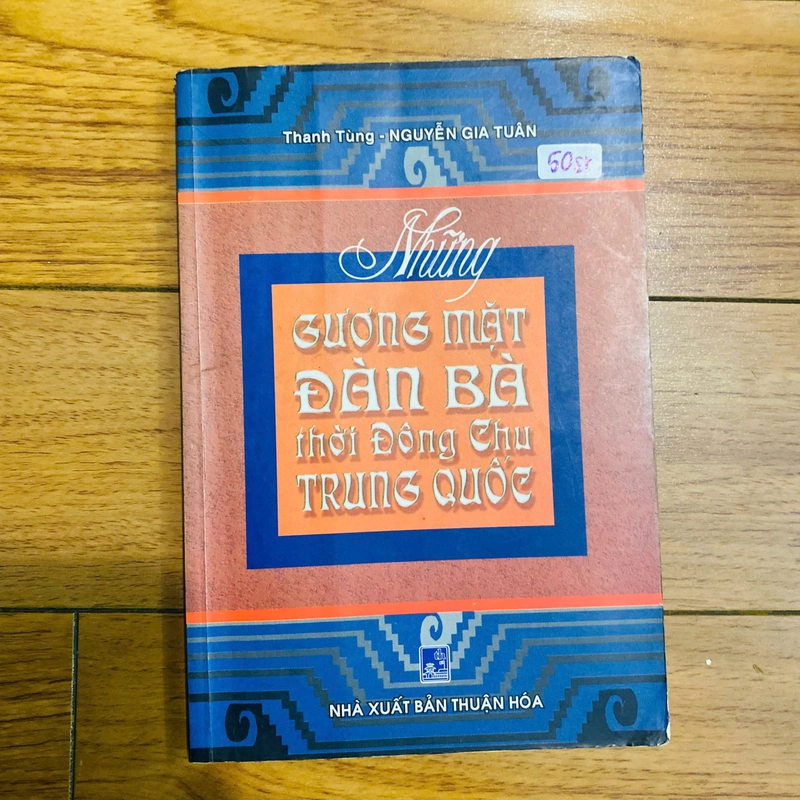 Thanh Tùng - NGUYỄN GIA TUÂN
Những
GƯƠNG MẶT
ĐÀN BÀ
thời Đông Chu
TRUNG QUỐC
NHÀ XUẤT BẢN THUẬN HÓA